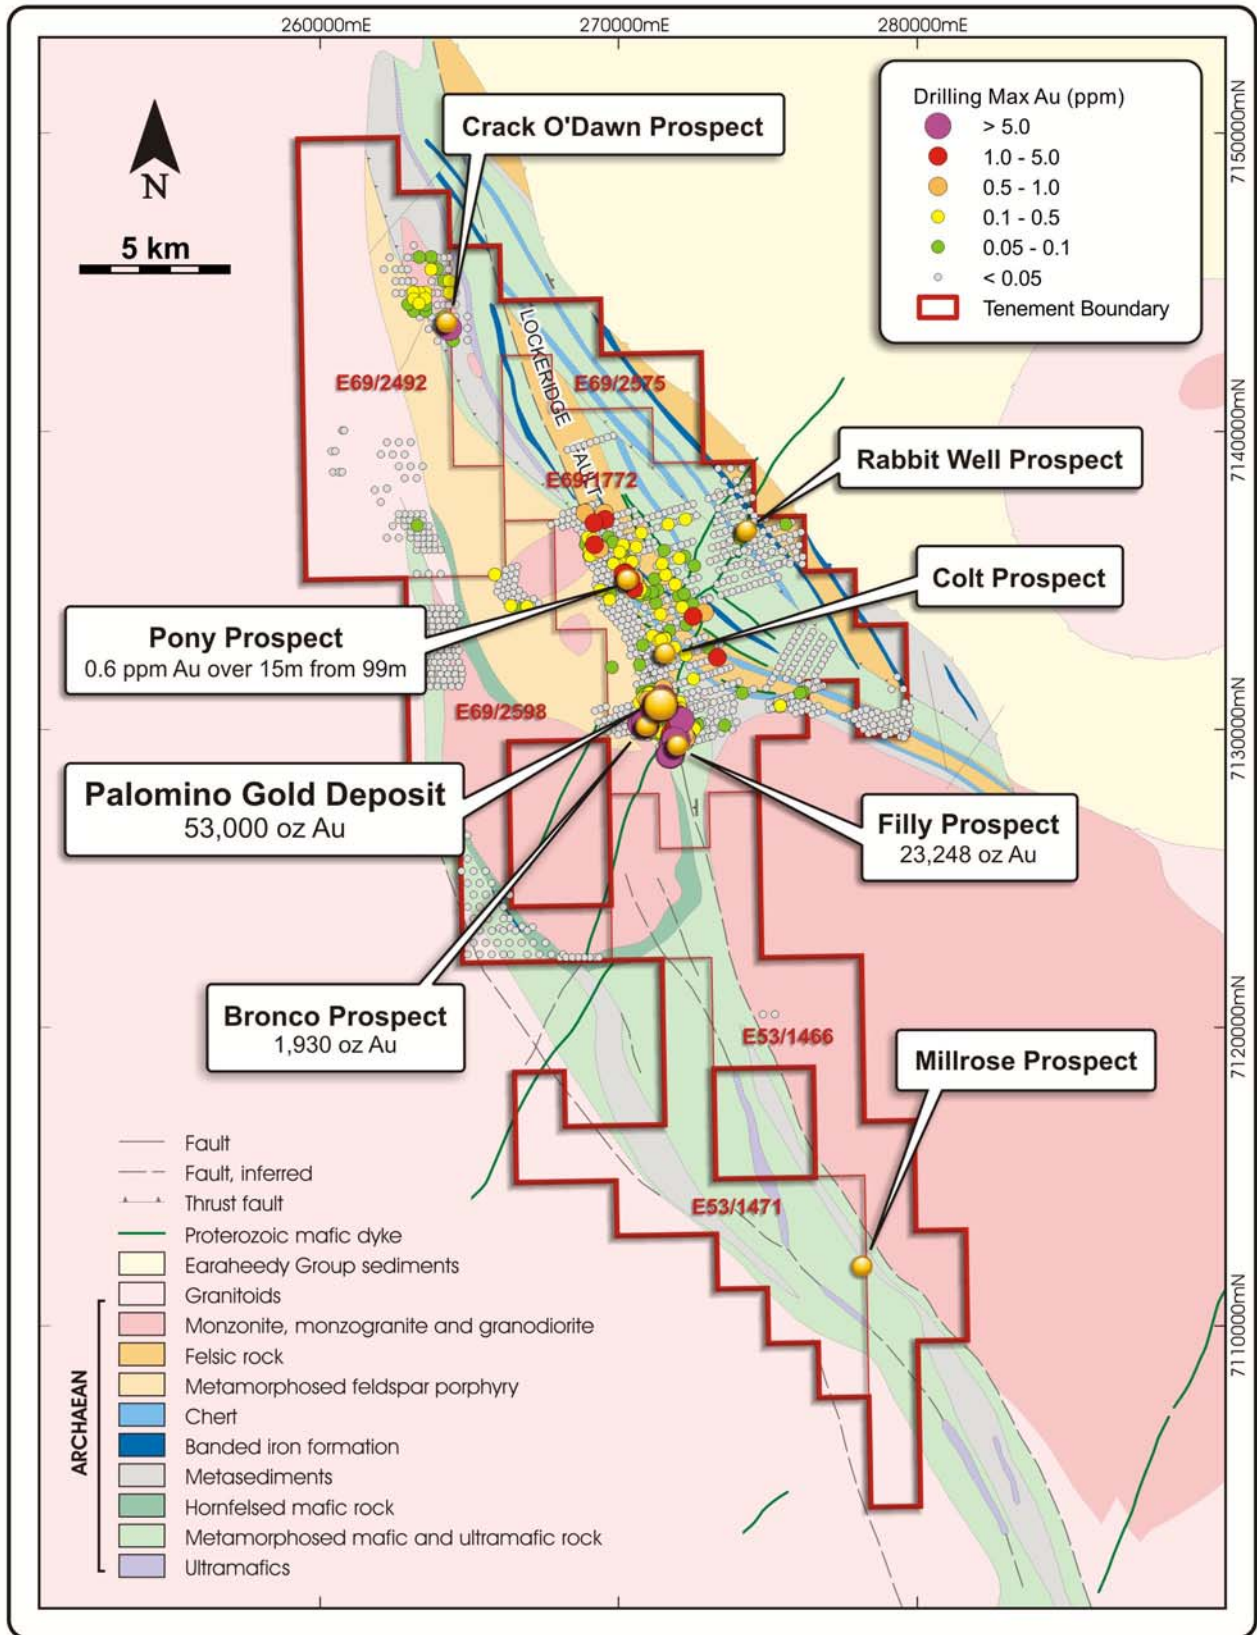 260000mE
270000mE
280000mE
7150000mN
7140000mN
7130000mN
7120000mN
7110000mN
N
5 km
Crack O'Dawn Prospect
Drilling Max Au (ppm)
> 5.0
1.0 - 5.0
0.5 - 1.0
0.1 - 0.5
0.05 - 0.1
< 0.05
Tenement Boundary
LOCKERIDGE
FAULT
E69/2492
E69/2575
E69/1772
Rabbit Well Prospect
Colt Prospect
Pony Prospect
0.6 ppm Au over 15m from 99m
E69/2598
Palomino Gold Deposit
53,000 oz Au
Filly Prospect
23,248 oz Au
Bronco Prospect
1,930 oz Au
E53/1466
Millrose Prospect
E53/1471
Fault
Fault, inferred
Thrust fault
Proterozoic mafic dyke
Earaheedy Group sediments
ARCHAEAN
Granitoids
Monzonite, monzogranite and granodiorite
Felsic rock
Metamorphosed feldspar porphyry
Chert
Banded iron formation
Metasediments
Hornfelsed mafic rock
Metamorphosed mafic and ultramafic rock
Ultramafics